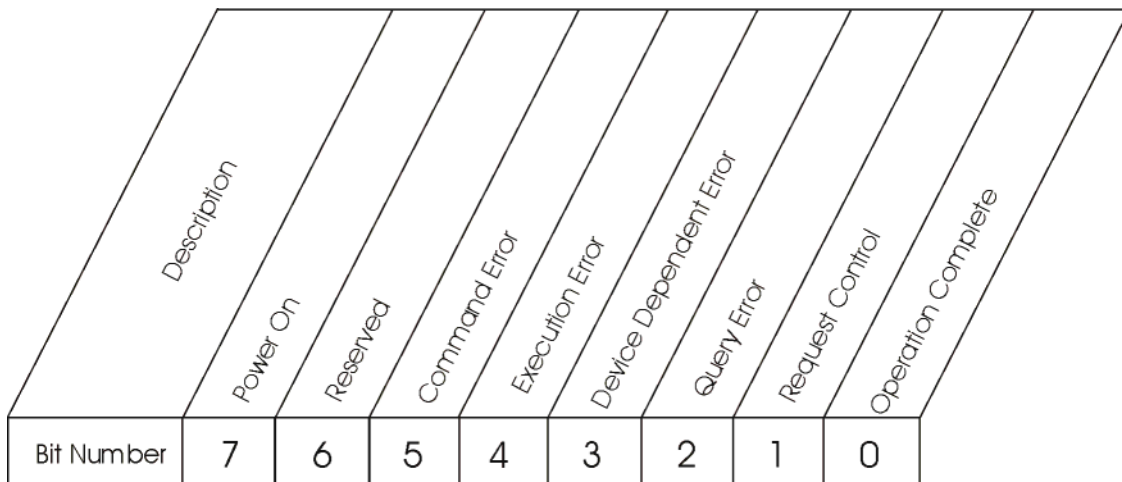 Description
Power On
Reserved
Command Error
Execution Error
Device Dependent Error
Query Error
Request Control
Operation Complete
Bit Number 7 6 5 4 3 2 1 0